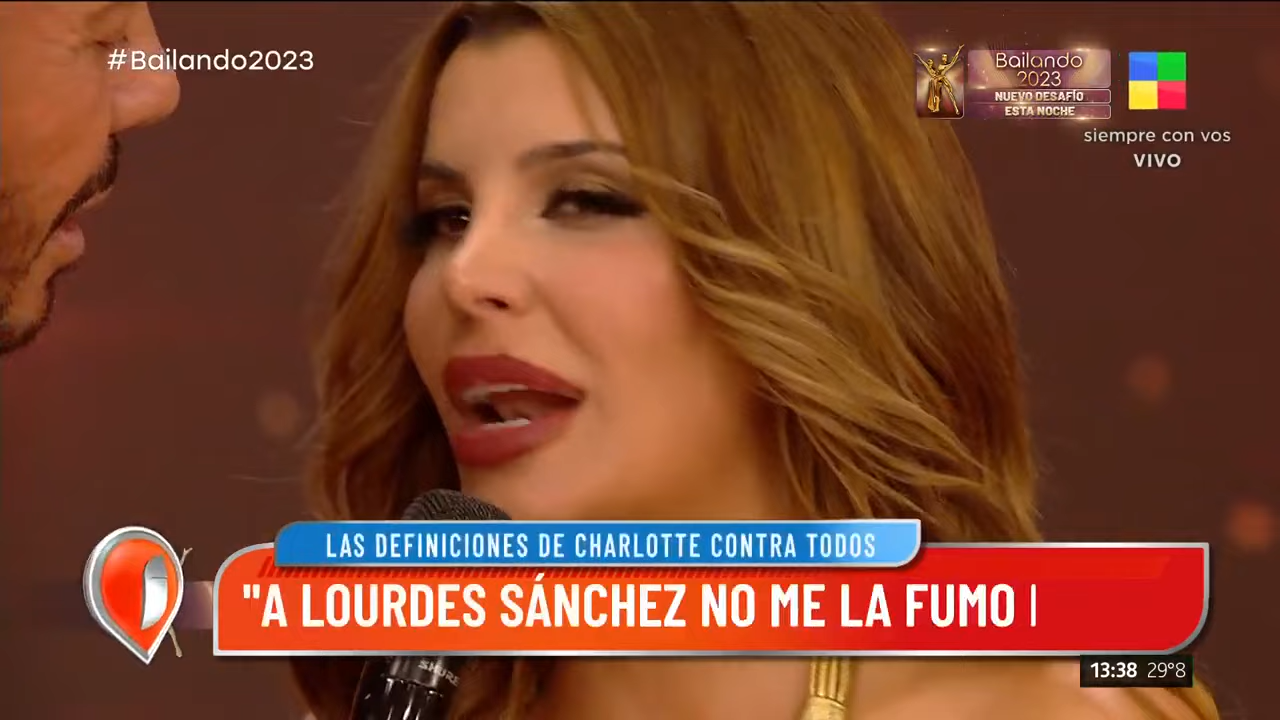 #Bailando2023
Bailando
2023
NUEVO DESAFÍO
ESTA NOCHE
siempre con vos
VIVO
LAS DEFINICIONES DE CHARLOTTE CONTRA TODOS
"A LOURDES SÁNCHEZ NO ME LA FUMO
SHURE
13:38 29°8